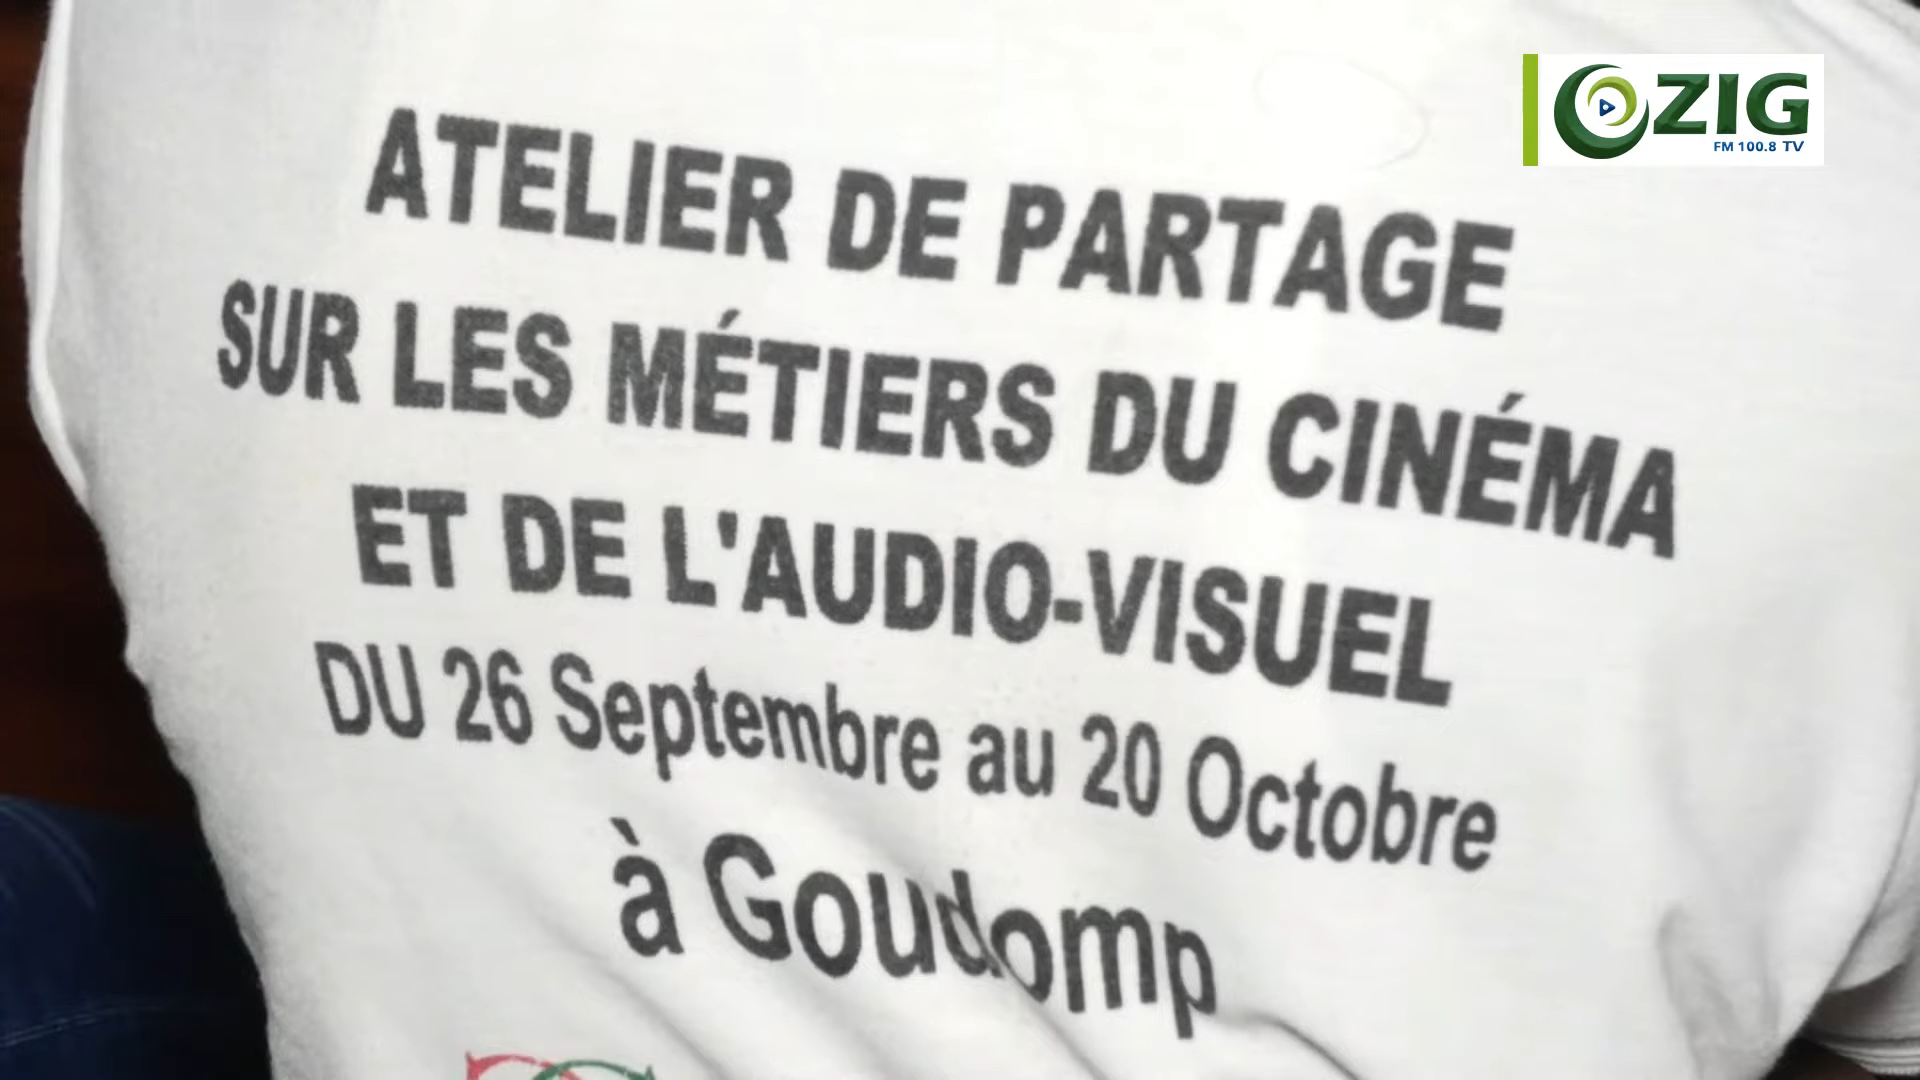 ZIG
FM 100.8 TV
ATELIER DE PARTAGE
SUR LES MÉTIERS DU CINÉMA
ET DE L'AUDIO-VISUEL
DU 26 Septembre au 20 Octobre
à Goudomp